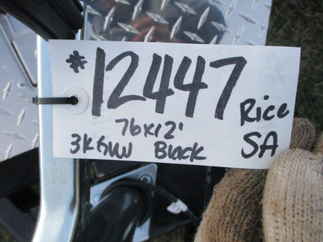 *12447
Rice
76x12'
3K GVW Black SA